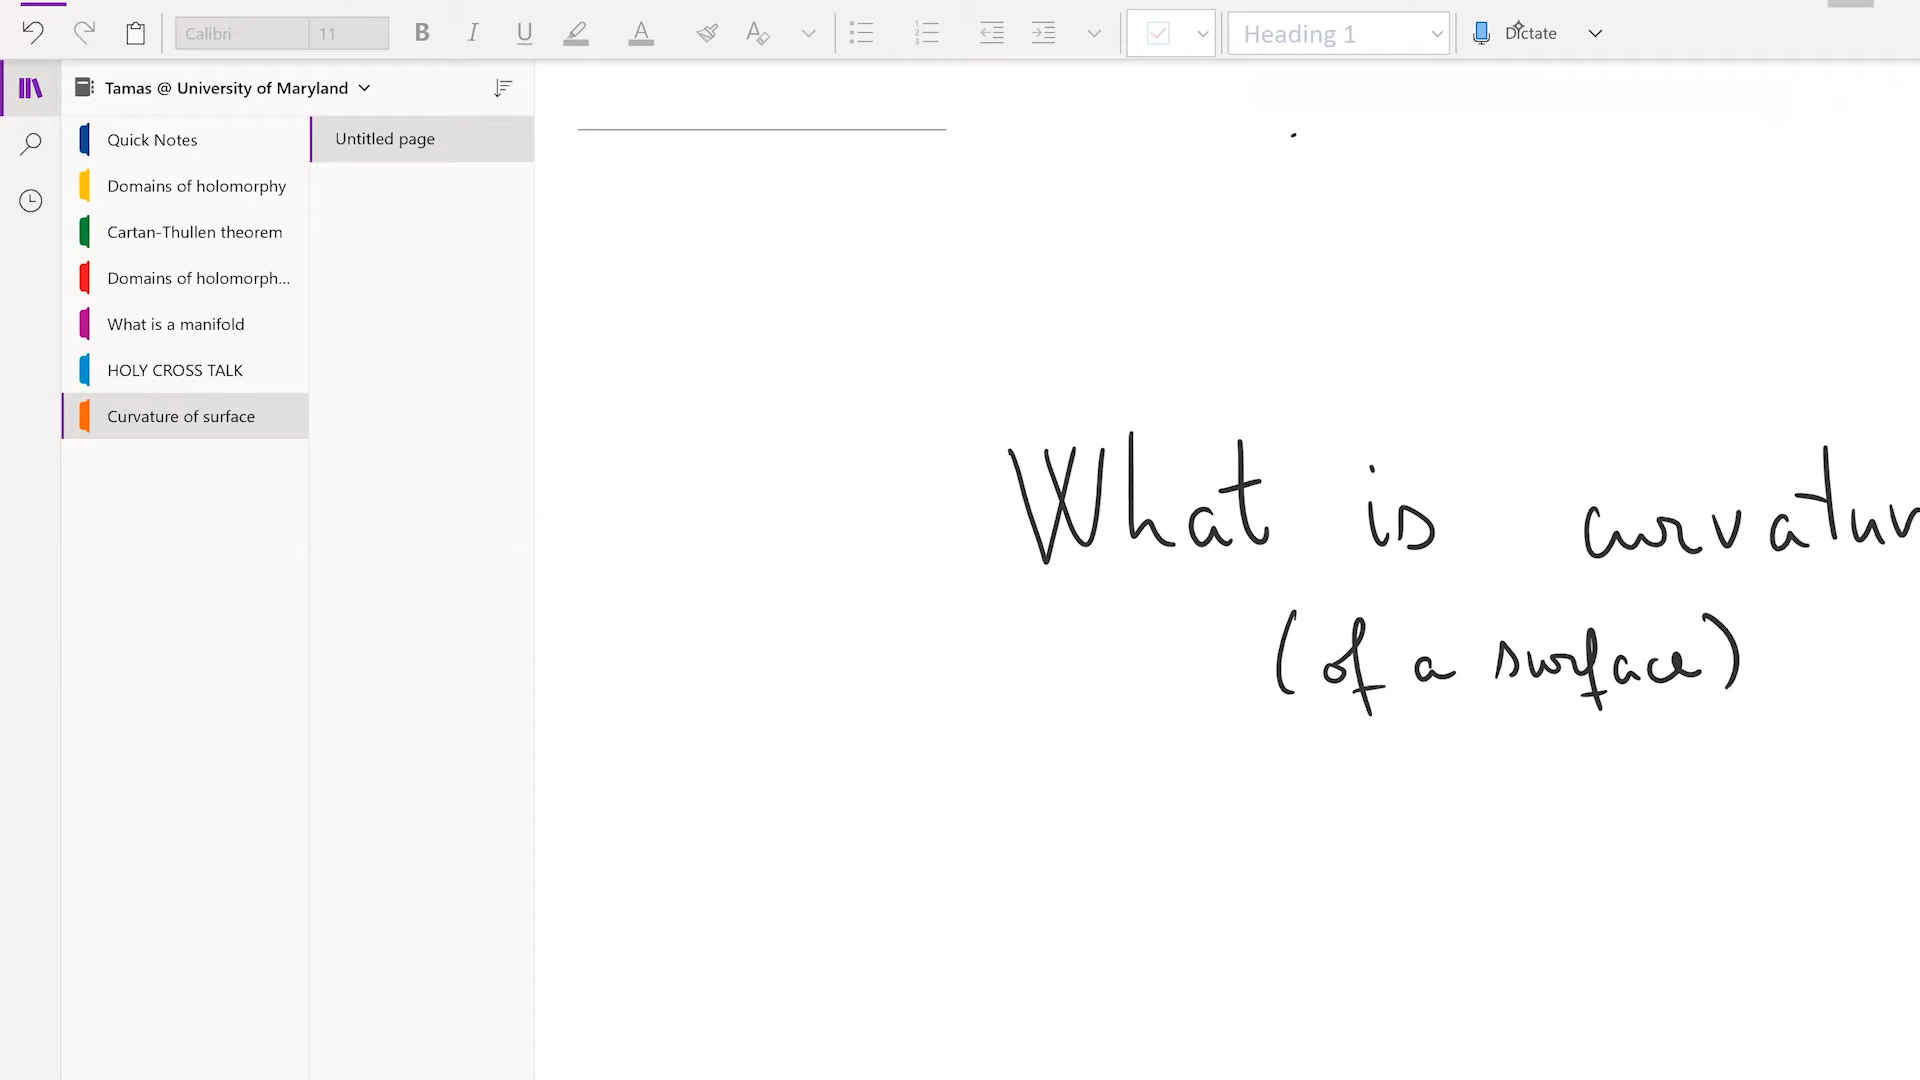 Calibri 11 B I U A A Heading 1 Dictate
Tamas @ University of Maryland
Quick Notes
Domains of holomorphy
Cartan-Thullen theorem
Domains of holomorph...
What is a manifold
HOLY CROSS TALK
Curvature of surface
Untitled page
What is curvatur
(of a surface)